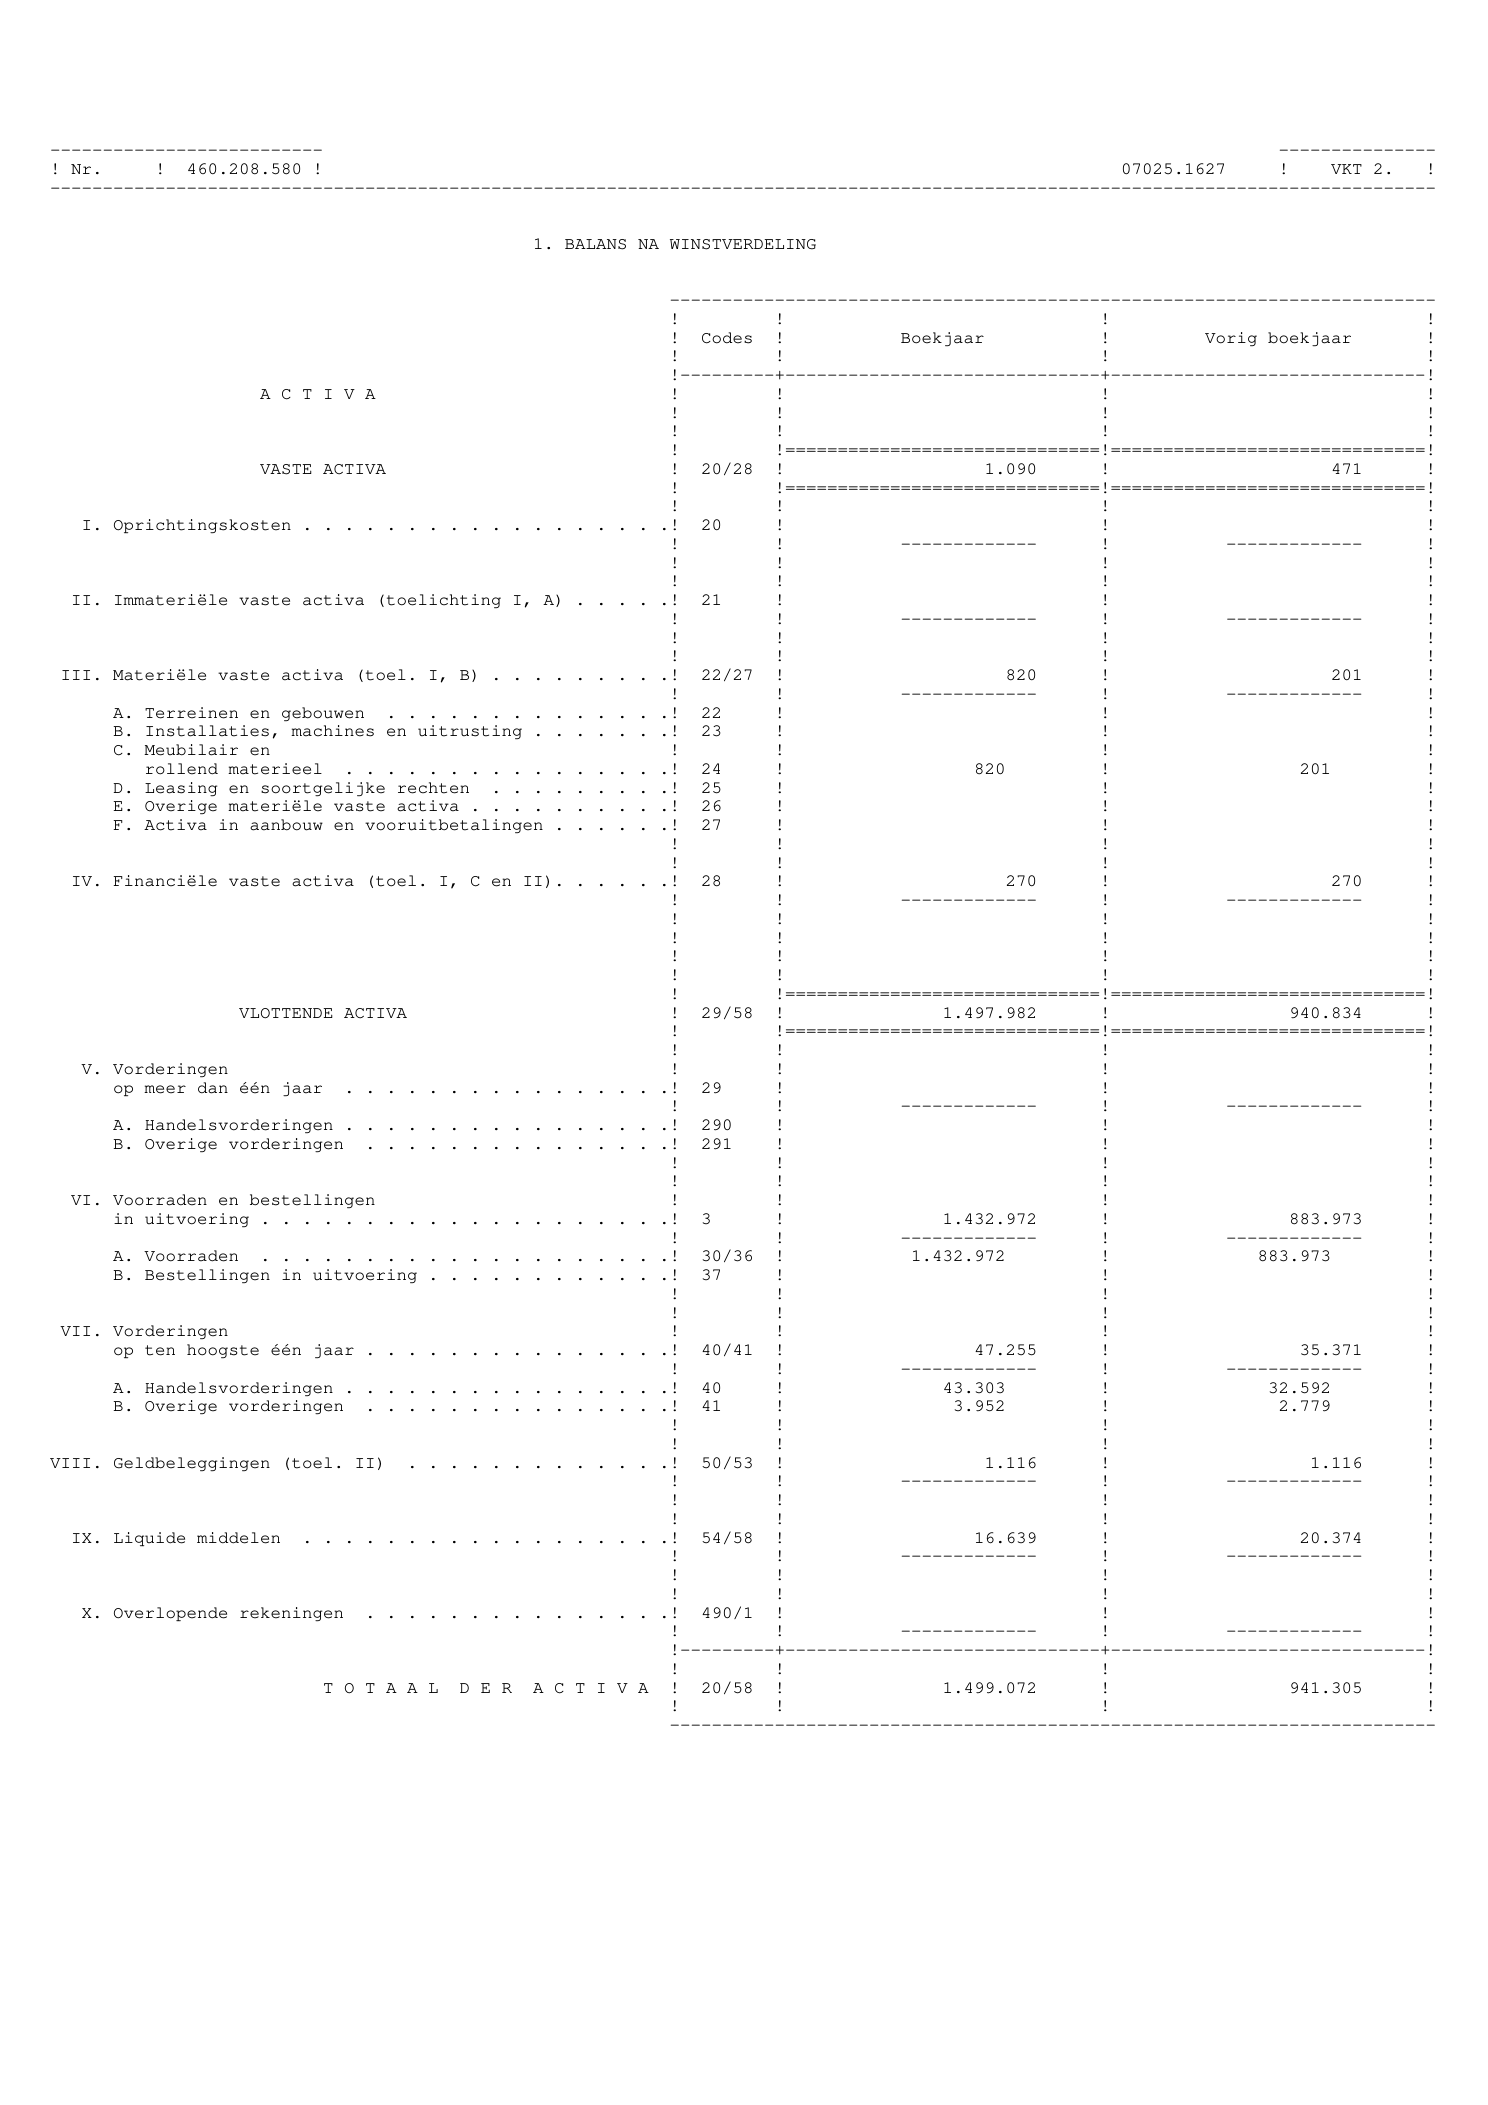 ! Nr. ! 460.208.580 ! 07025.1627 ! VKT 2. !
1. BALANS NA WINSTVERDELING
! Codes ! Boekjaar ! Vorig boekjaar !
A C T I V A
VASTE ACTIVA ! 20/28 ! 1.090 ! 471 !
I. Oprichtingskosten . . . . . . . . . . . . . . . . . .! 20 ! ! !
II. Immateriële vaste activa (toelichting I, A) . . . . .! 21 ! ! !
III. Materiële vaste activa (toel. I, B) . . . . . . . . .! 22/27 ! 820 ! 201 !
A. Terreinen en gebouwen . . . . . . . . . . . . . .! 22 ! ! !
B. Installaties, machines en uitrusting . . . . . . .! 23 ! ! !
C. Meubilair en ! ! ! !
rollend materieel . . . . . . . . . . . . . . . .! 24 ! 820 ! 201 !
D. Leasing en soortgelijke rechten . . . . . . . . .! 25 ! ! !
E. Overige materiële vaste activa . . . . . . . . . .! 26 ! ! !
F. Activa in aanbouw en vooruitbetalingen . . . . . .! 27 ! ! !
IV. Financiële vaste activa (toel. I, C en II). . . . . .! 28 ! 270 ! 270 !
VLOTTENDE ACTIVA ! 29/58 ! 1.497.982 ! 940.834 !
V. Vorderingen ! ! ! !
op meer dan één jaar . . . . . . . . . . . . . . . .! 29 ! ! !
A. Handelsvorderingen . . . . . . . . . . . . . . . .! 290 ! ! !
B. Overige vorderingen . . . . . . . . . . . . . . .! 291 ! ! !
VI. Voorraden en bestellingen ! ! ! !
in uitvoering . . . . . . . . . . . . . . . . . . . .! 3 ! 1.432.972 ! 883.973 !
A. Voorraden . . . . . . . . . . . . . . . . . . . .! 30/36 ! 1.432.972 ! 883.973 !
B. Bestellingen in uitvoering . . . . . . . . . . . .! 37 ! ! !
VII. Vorderingen ! ! ! !
op ten hoogste één jaar . . . . . . . . . . . . . . .! 40/41 ! 47.255 ! 35.371 !
A. Handelsvorderingen . . . . . . . . . . . . . . . .! 40 ! 43.303 ! 32.592 !
B. Overige vorderingen . . . . . . . . . . . . . . .! 41 ! 3.952 ! 2.779 !
VIII. Geldbeleggingen (toel. II) . . . . . . . . . . . . .! 50/53 ! 1.116 ! 1.116 !
IX. Liquide middelen . . . . . . . . . . . . . . . . . .! 54/58 ! 16.639 ! 20.374 !
X. Overlopende rekeningen . . . . . . . . . . . . . . .! 490/1 ! ! !
T O T A A L D E R A C T I V A ! 20/58 ! 1.499.072 ! 941.305 !